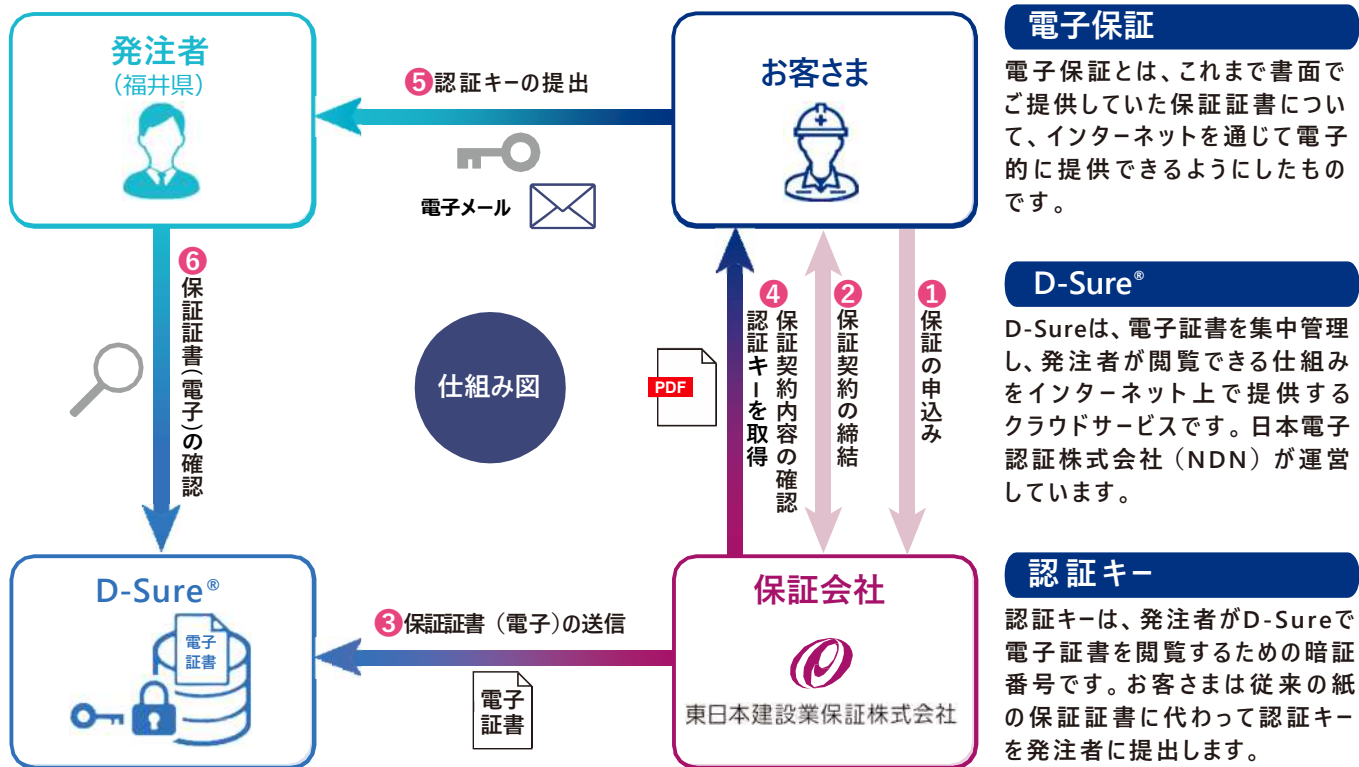 発注者
（福井県）
❺認証キーの提出
電子メール
お客さま
❻保証証書（電子）の確認
仕組み図
PDF
❹保証契約内容の確認
認証キーを取得
❷保証契約の締結
❶保証の申込み
D-Sure®
電子
証書
❸保証証書（電子）の送信
電子
証書
保証会社
東日本建設業保証株式会社
電子保証
電子保証とは、これまで書面で
ご提供していた保証証書につい
て、インターネットを通じて電子
的に提供できるようにしたもの
です。
D-Sure®
D-Sureは、電子証書を集中管理
し、発注者が閲覧できる仕組み
をインターネット上で提供する
クラウドサービスです。日本電子
認証株式会社（NDN）が運営
しています。
認証キー
認証キーは、発注者がD-Sureで
電子証書を閲覧するための暗証
番号です。お客さまは従来の紙
の保証証書に代わって認証キー
を発注者に提出します。